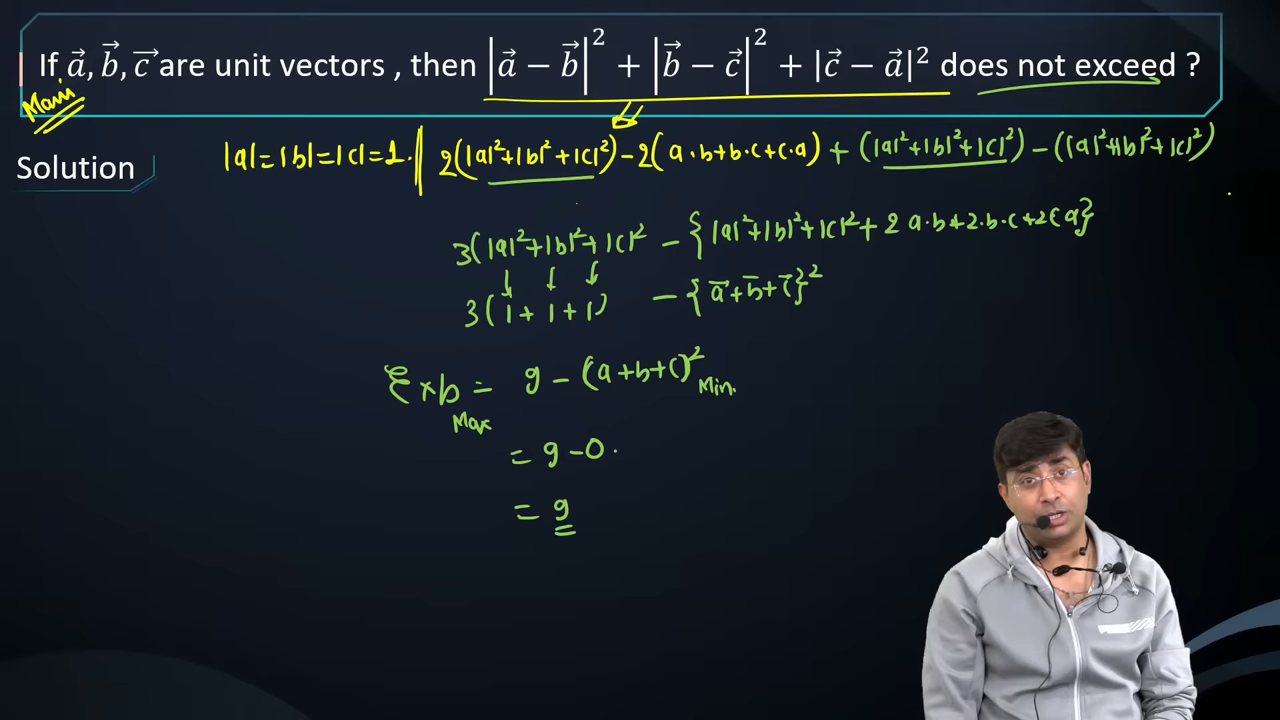 If a⃗, b⃗, c⃗ are unit vectors , then |a⃗ − b⃗|² + |b⃗ − c⃗|² + |c⃗ − a⃗|² does not exceed ?
Main
Solution
|a|=|b|=|c|=1. | 2(|a|²+|b|²+|c|²) − 2(a·b+b·c+c·a) + (|a|²+|b|²+|c|²) − (|a|²+|b|²+|c|²)
3(|a|²+|b|²+|c|² − {|a|²+|b|²+|c|²+2 a·b+2·b·c+2ca}
3(1+1+1) − {a̅+b̅+c̅}²
Exb Max = 9 − (a+b+c)² Min.
= 9 − 0.
= 9